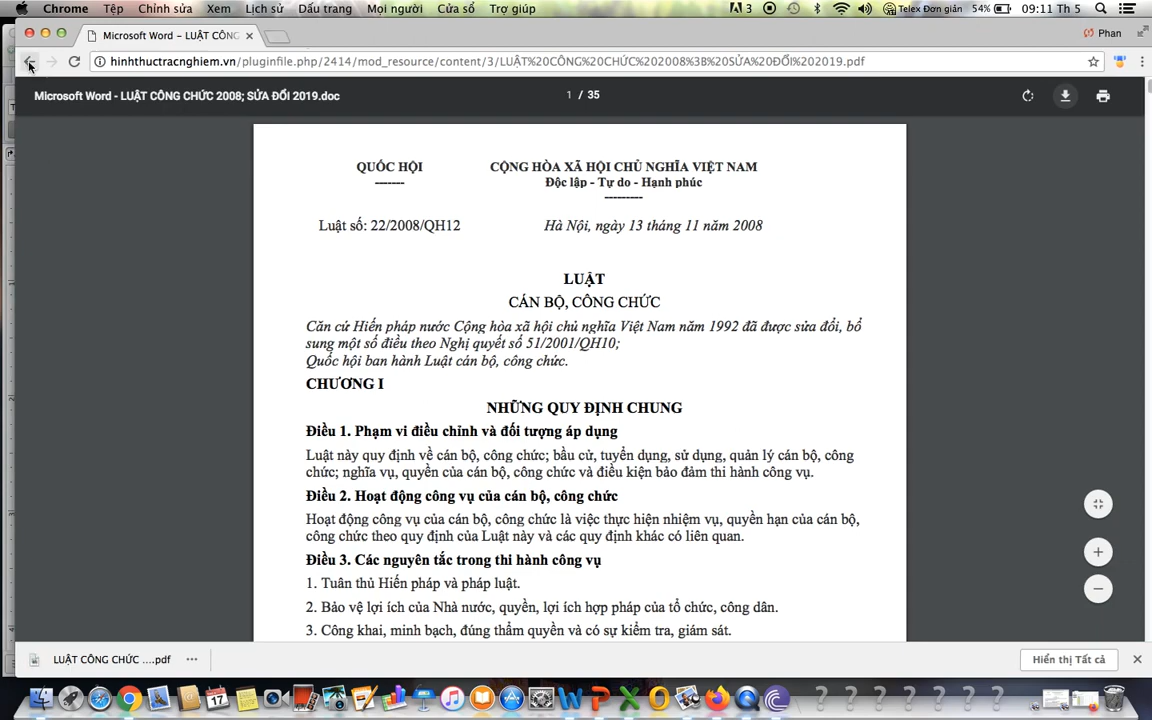 Chrome Tệp Chỉnh sửa Xem Lịch sử Dấu trang Mọi người Cửa sổ Trợ giúp 3 Telex Đơn giản 54% 09:11 Th 5
Microsoft Word - LUẬT CÔNG Phan
hinhthuctracnghiem.vn/pluginfile.php/2414/mod_resource/content/3/LUẬT%20CÔNG%20CHỨC%202008%3B%20SỬA%20ĐỔI%202019.pdf
Microsoft Word - LUẬT CÔNG CHỨC 2008; SỬA ĐỔI 2019.doc 1 / 35
QUỐC HỘI CỘNG HÒA XÃ HỘI CHỦ NGHĨA VIỆT NAM
------- Độc lập - Tự do - Hạnh phúc
---------
Luật số: 22/2008/QH12 Hà Nội, ngày 13 tháng 11 năm 2008
LUẬT
CÁN BỘ, CÔNG CHỨC
Căn cứ Hiến pháp nước Cộng hòa xã hội chủ nghĩa Việt Nam năm 1992 đã được sửa đổi, bổ
sung một số điều theo Nghị quyết số 51/2001/QH10;
Quốc hội ban hành Luật cán bộ, công chức.
CHƯƠNG I
NHỮNG QUY ĐỊNH CHUNG
Điều 1. Phạm vi điều chỉnh và đối tượng áp dụng
Luật này quy định về cán bộ, công chức; bầu cử, tuyển dụng, sử dụng, quản lý cán bộ, công
chức; nghĩa vụ, quyền của cán bộ, công chức và điều kiện bảo đảm thi hành công vụ.
Điều 2. Hoạt động công vụ của cán bộ, công chức
Hoạt động công vụ của cán bộ, công chức là việc thực hiện nhiệm vụ, quyền hạn của cán bộ,
công chức theo quy định của Luật này và các quy định khác có liên quan.
Điều 3. Các nguyên tắc trong thi hành công vụ
1. Tuân thủ Hiến pháp và pháp luật.
2. Bảo vệ lợi ích của Nhà nước, quyền, lợi ích hợp pháp của tổ chức, công dân.
3. Công khai, minh bạch, đúng thẩm quyền và có sự kiểm tra, giám sát.
LUẬT CÔNG CHỨC ....pdf Hiển thị Tất cả
17